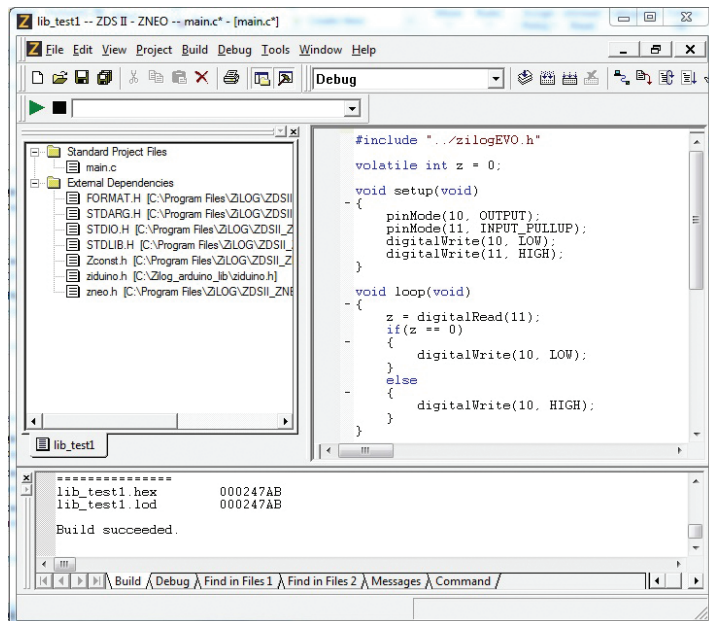 lib_test1 -- ZDS II - ZNEO -- main.c* - [main.c*]
File Edit View Project Build Debug Tools Window Help
Debug
Standard Project Files
main.c
External Dependencies
FORMAT.H [C:\Program Files\ZiLOG\ZDSII
STDARG.H [C:\Program Files\ZiLOG\ZDSII
STDIO.H [C:\Program Files\ZiLOG\ZDSII_Z
STDLIB.H [C:\Program Files\ZiLOG\ZDSII_Z
Zconst.h [C:\Program Files\ZiLOG\ZDSII_Z
ziduino.h [C:\Zilog_arduino_lib\ziduino.h]
zneo.h [C:\Program Files\ZiLOG\ZDSII_ZNE
lib_test1
#include "../zilogEVO.h"
volatile int z = 0;
void setup(void)
{
pinMode(10, OUTPUT);
pinMode(11, INPUT_PULLUP);
digitalWrite(10, LOW);
digitalWrite(11, HIGH);
}
void loop(void)
{
z = digitalRead(11);
if(z == 0)
{
digitalWrite(10, LOW);
}
else
{
digitalWrite(10, HIGH);
}
}
===============
lib_test1.hex 000247AB
lib_test1.lod 000247AB
Build succeeded.
Build Debug Find in Files 1 Find in Files 2 Messages Command